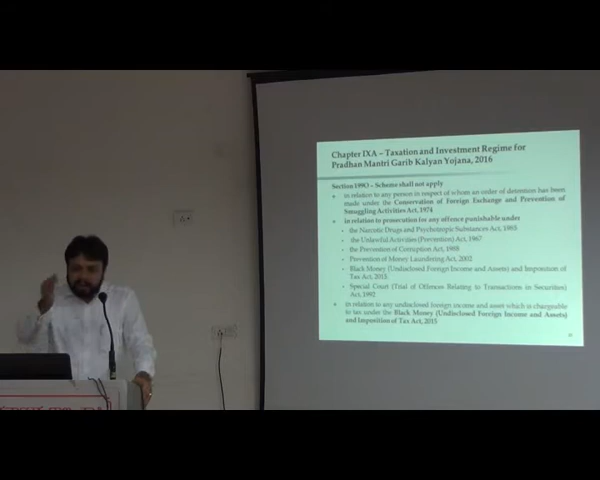 Chapter IXA – Taxation and Investment Regime for
Pradhan Mantri Garib Kalyan Yojana, 2016
Section 199O – Scheme shall not apply
in relation to any person in respect of whom an order of detention has been
made under the Conservation of Foreign Exchange and Prevention of
Smuggling Activities Act, 1974
in relation to prosecution for any offence punishable under
- the Narcotic Drugs and Psychotropic Substances Act, 1985
- the Unlawful Activities (Prevention) Act, 1967
- the Prevention of Corruption Act, 1988
- Prevention of Money Laundering Act, 2002
- Black Money (Undisclosed Foreign Income and Assets) and Imposition of
Tax Act, 2015
- Special Court (Trial of Offences Relating to Transactions in Securities)
Act, 1992
in relation to any undisclosed foreign income and asset which is chargeable
to tax under the Black Money (Undisclosed Foreign Income and Assets)
and Imposition of Tax Act, 2015